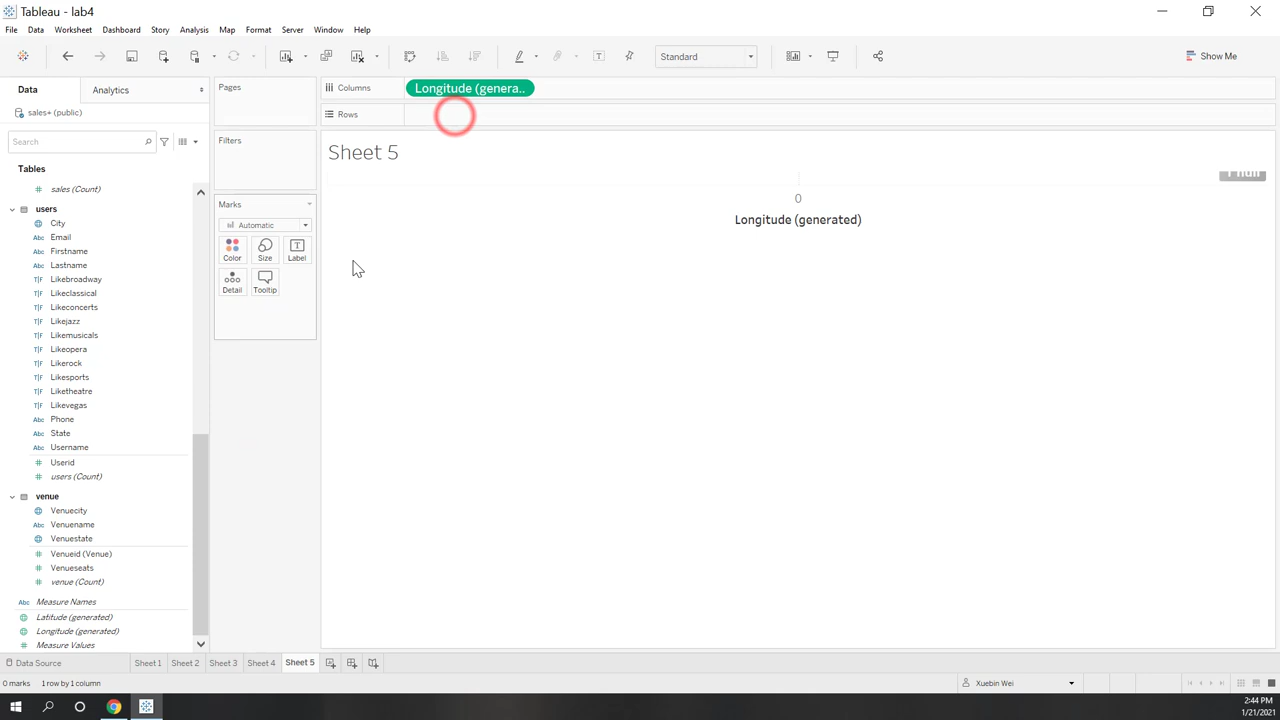 Tableau - lab4
File Data Worksheet Dashboard Story Analysis Map Format Server Window Help
Standard
Show Me
Data Analytics
sales+ (public)
Search
Tables
sales (Count)
users
City
Email
Firstname
Lastname
Likebroadway
Likeclassical
Likeconcerts
Likejazz
Likemusicals
Likeopera
Likerock
Likesports
Liketheatre
Likevegas
Phone
State
Username
Userid
users (Count)
venue
Venuecity
Venuename
Venuestate
Venueid (Venue)
Venueseats
venue (Count)
Measure Names
Latitude (generated)
Longitude (generated)
Measure Values
Pages
Filters
Marks
Automatic
Color Size Label
Detail Tooltip
Columns Longitude (genera..
Rows
Sheet 5
0
Longitude (generated)
Data Source Sheet 1 Sheet 2 Sheet 3 Sheet 4 Sheet 5
0 marks 1 row by 1 column
Xuebin Wei
2:44 PM
1/21/2021